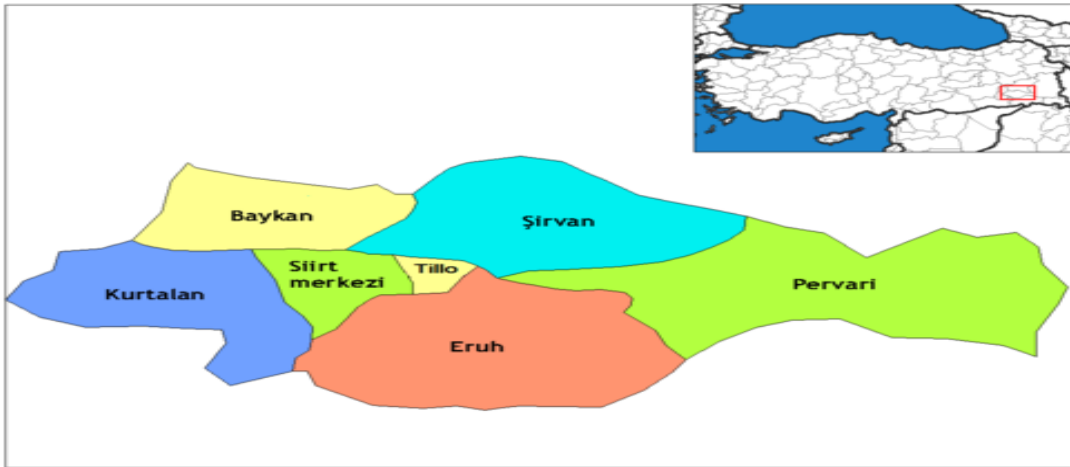 Baykan
Şirvan
Siirt
merkezi
Tillo
Kurtalan
Pervari
Eruh